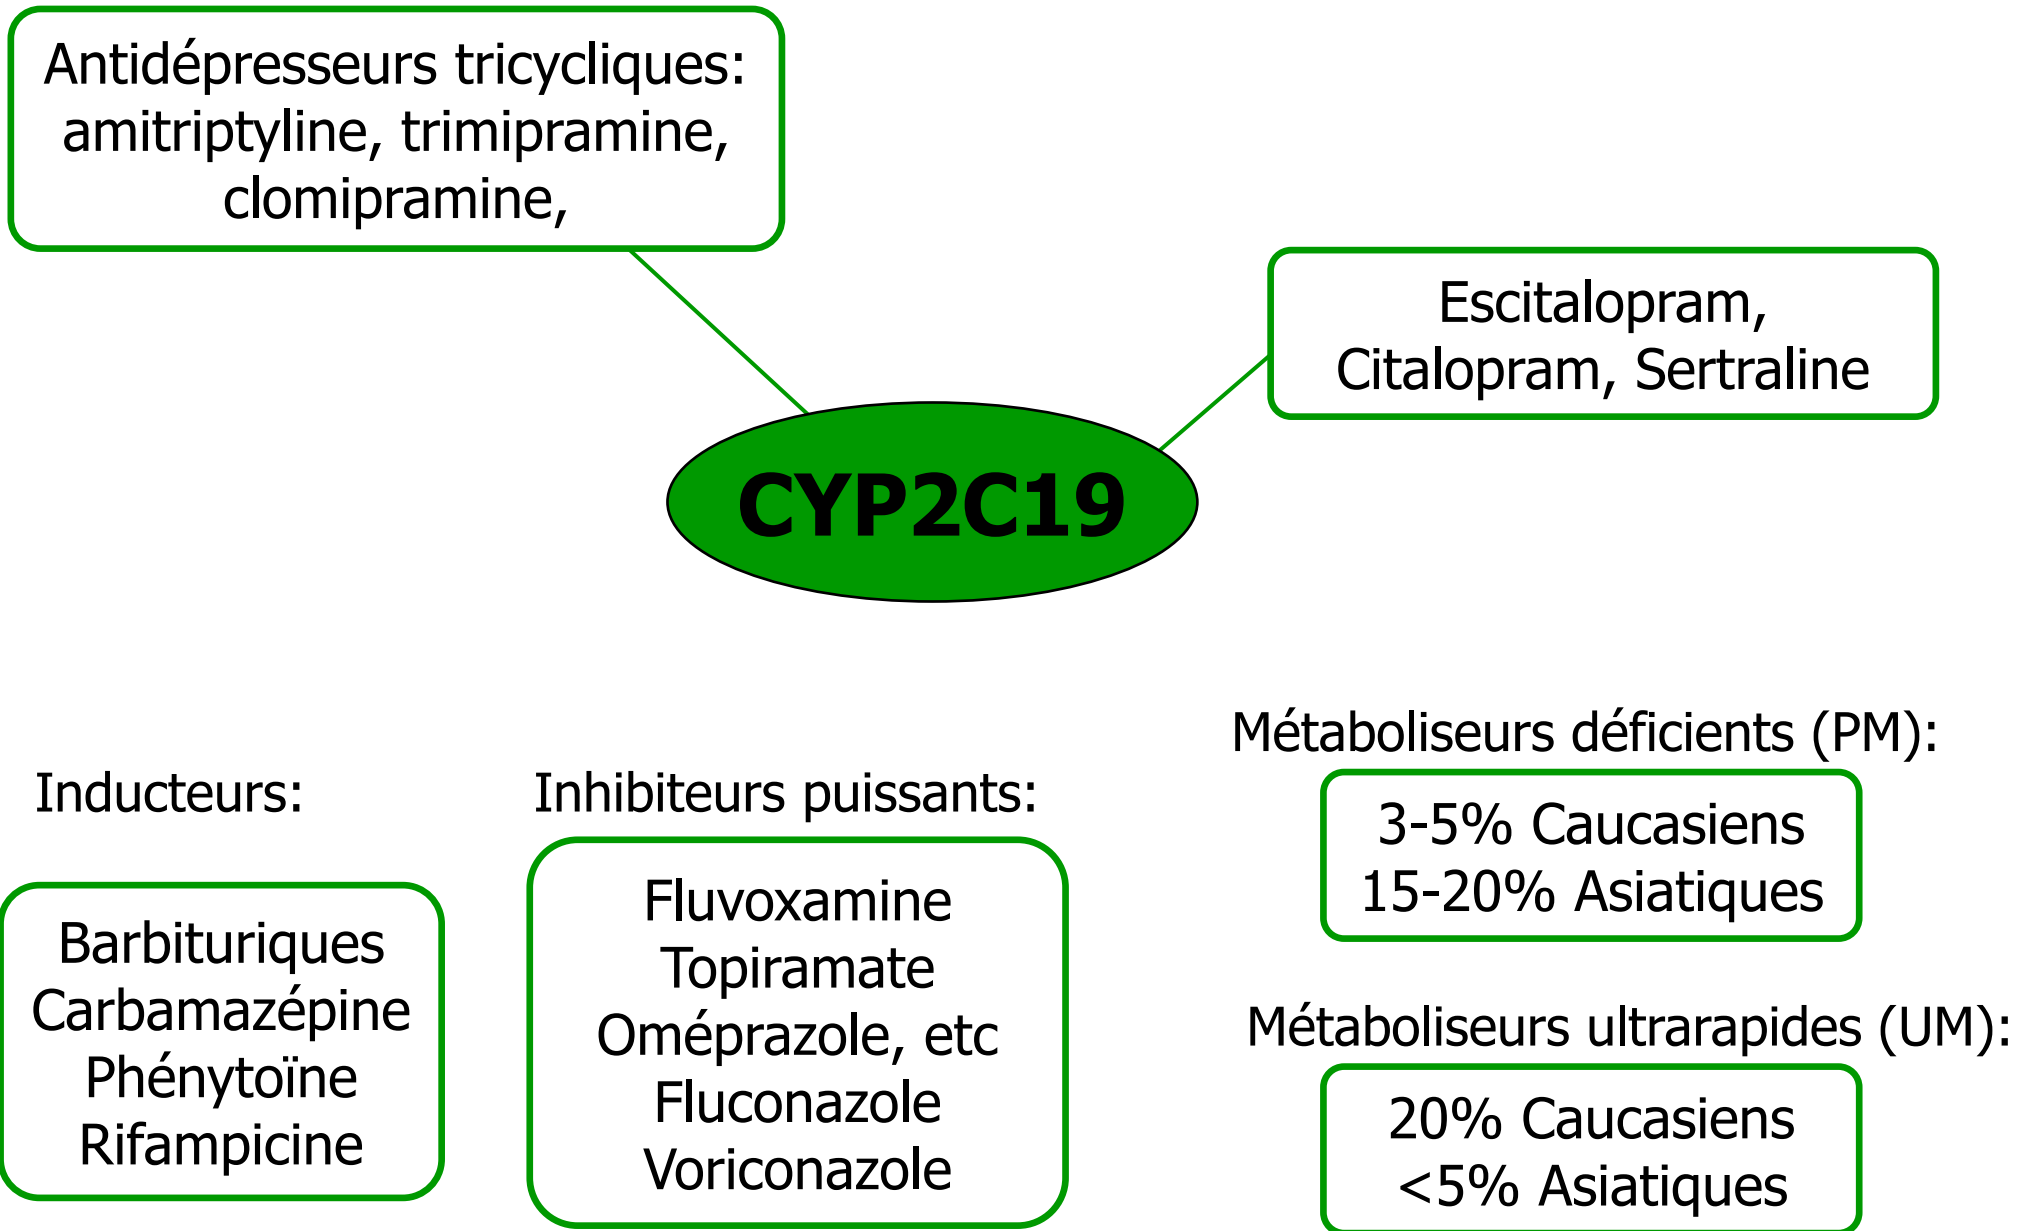 Antidépresseurs tricycliques:
amitriptyline, trimipramine,
clomipramine,
Escitalopram,
Citalopram, Sertraline
CYP2C19
Inducteurs:
Barbituriques
Carbamazépine
Phénytoïne
Rifampicine
Inhibiteurs puissants:
Fluvoxamine
Topiramate
Oméprazole, etc
Fluconazole
Voriconazole
Métaboliseurs déficients (PM):
3-5% Caucasiens
15-20% Asiatiques
Métaboliseurs ultrarapides (UM):
20% Caucasiens
<5% Asiatiques